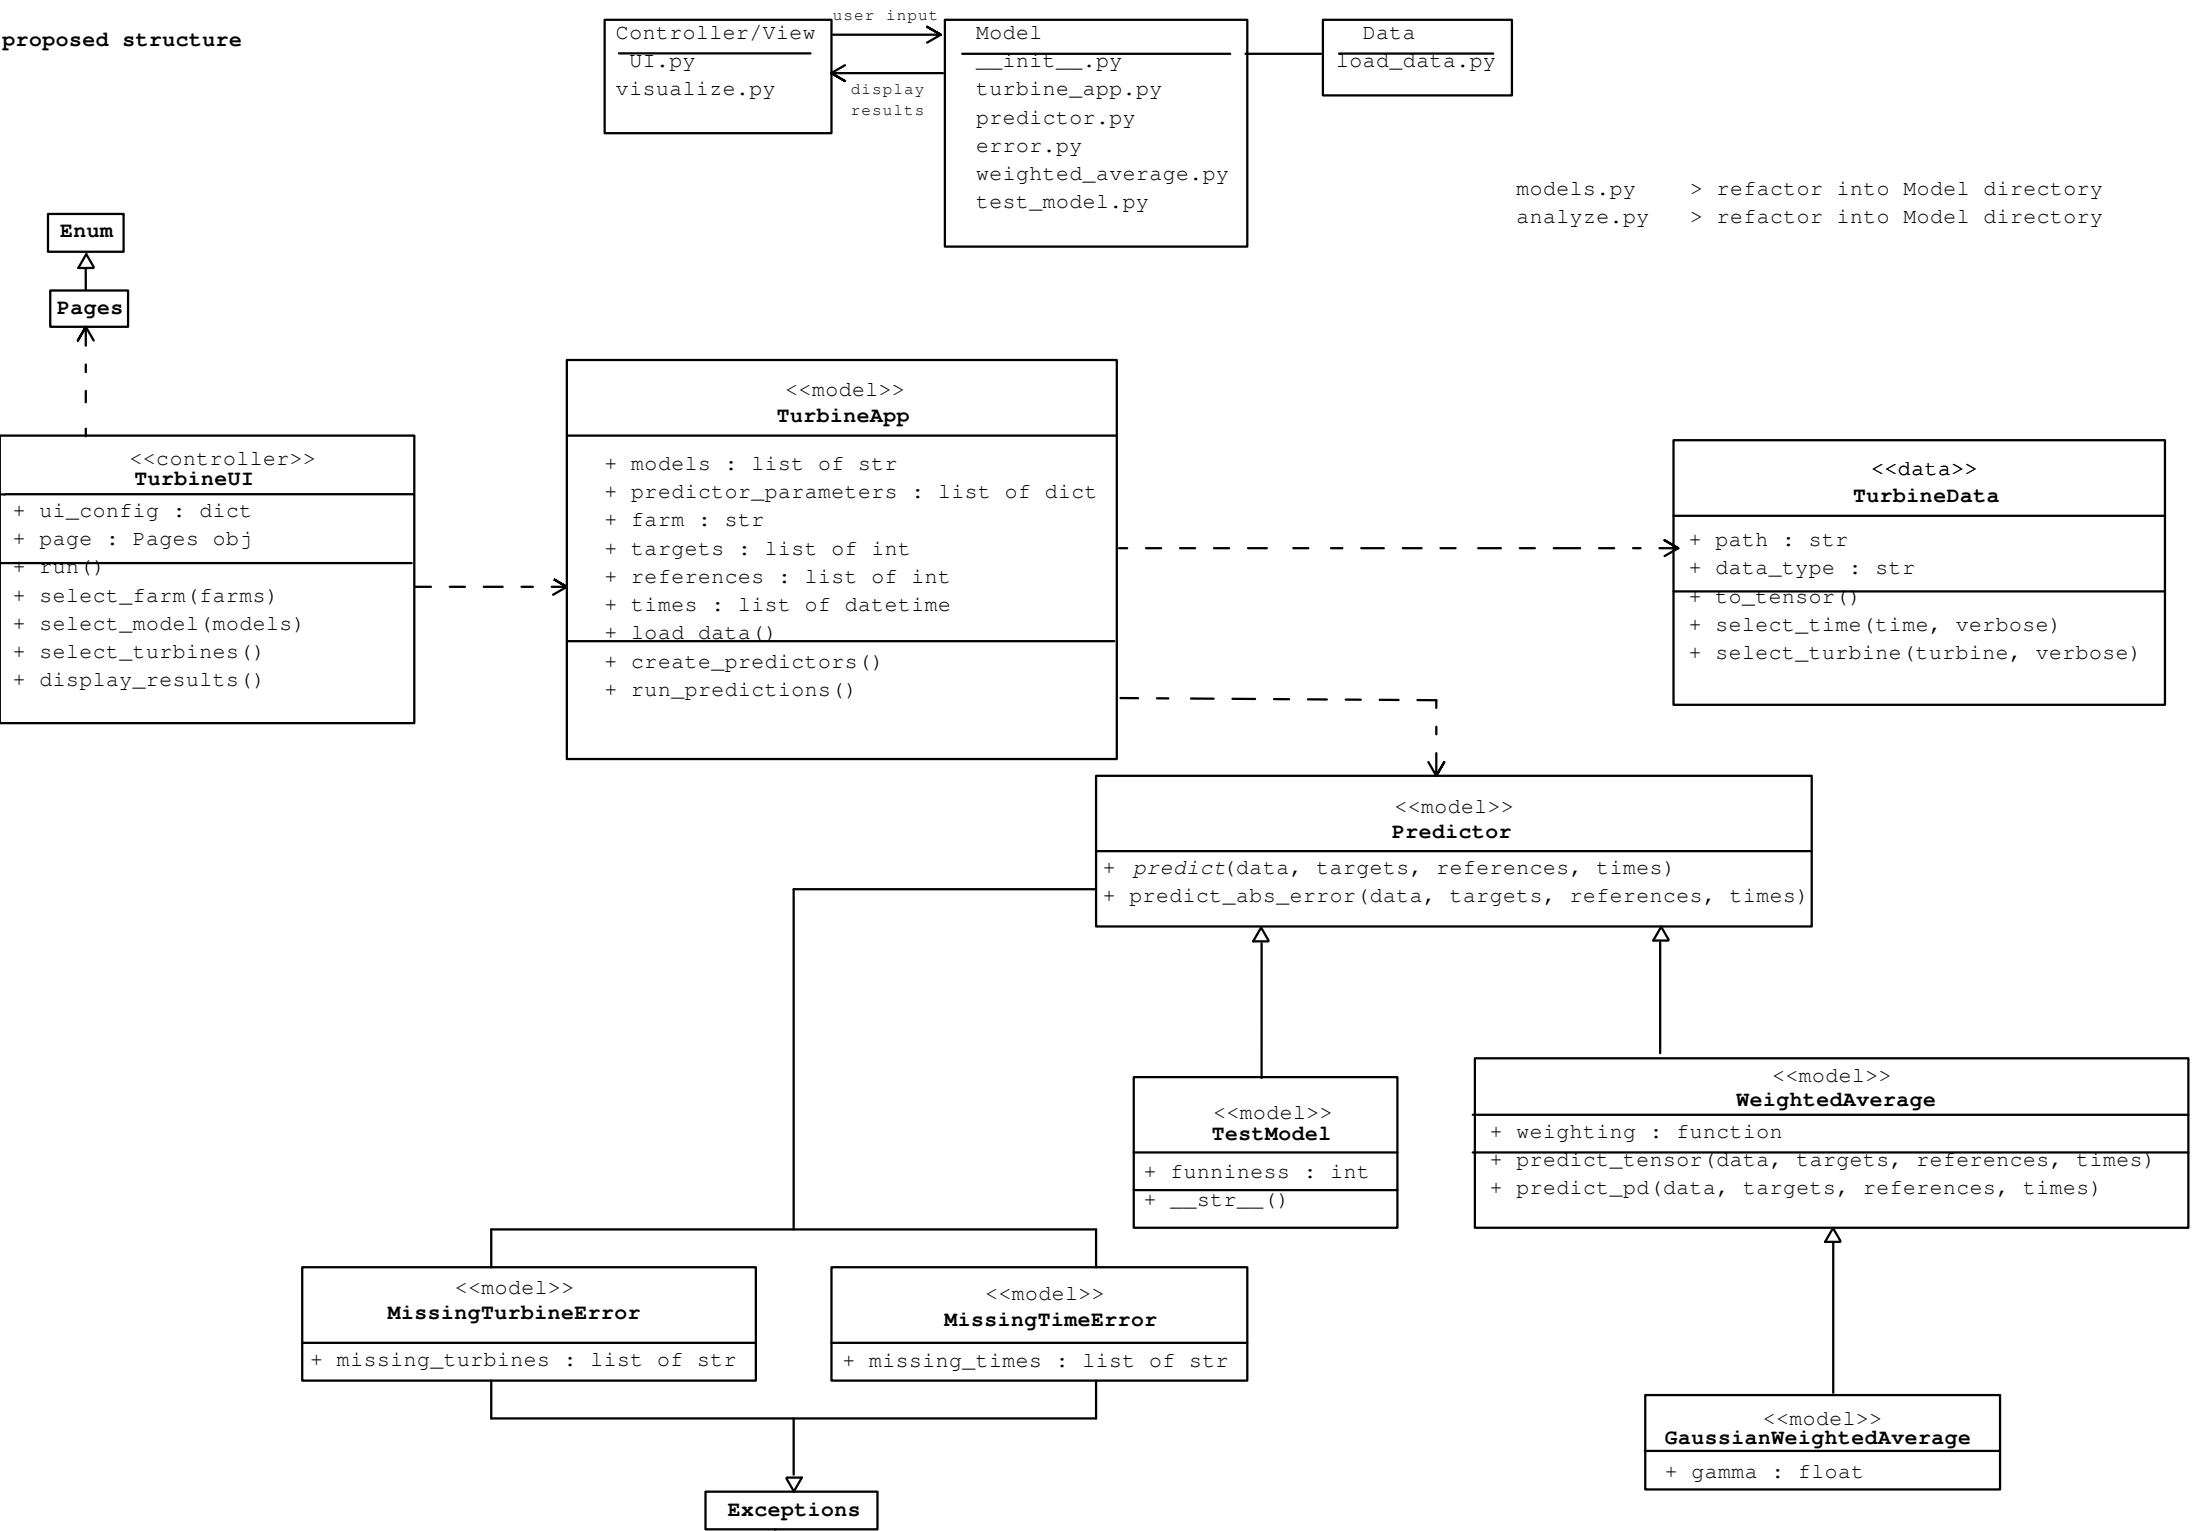 proposed structure
Controller/View
UI.py
visualize.py
user input
display
results
Model
__init__.py
turbine_app.py
predictor.py
error.py
weighted_average.py
test_model.py
Data
load_data.py
models.py > refactor into Model directory
analyze.py > refactor into Model directory
Enum
Pages
<<controller>>
TurbineUI
+ ui_config : dict
+ page : Pages obj
+ run()
+ select_farm(farms)
+ select_model(models)
+ select_turbines()
+ display_results()
<<model>>
TurbineApp
+ models : list of str
+ predictor_parameters : list of dict
+ farm : str
+ targets : list of int
+ references : list of int
+ times : list of datetime
+ load_data()
+ create_predictors()
+ run_predictions()
<<data>>
TurbineData
+ path : str
+ data_type : str
+ to_tensor()
+ select_time(time, verbose)
+ select_turbine(turbine, verbose)
<<model>>
Predictor
+ predict(data, targets, references, times)
+ predict_abs_error(data, targets, references, times)
<<model>>
TestModel
+ funniness : int
+ __str__()
<<model>>
WeightedAverage
+ weighting : function
+ predict_tensor(data, targets, references, times)
+ predict_pd(data, targets, references, times)
<<model>>
MissingTurbineError
+ missing_turbines : list of str
<<model>>
MissingTimeError
+ missing_times : list of str
<<model>>
GaussianWeightedAverage
+ gamma : float
Exceptions